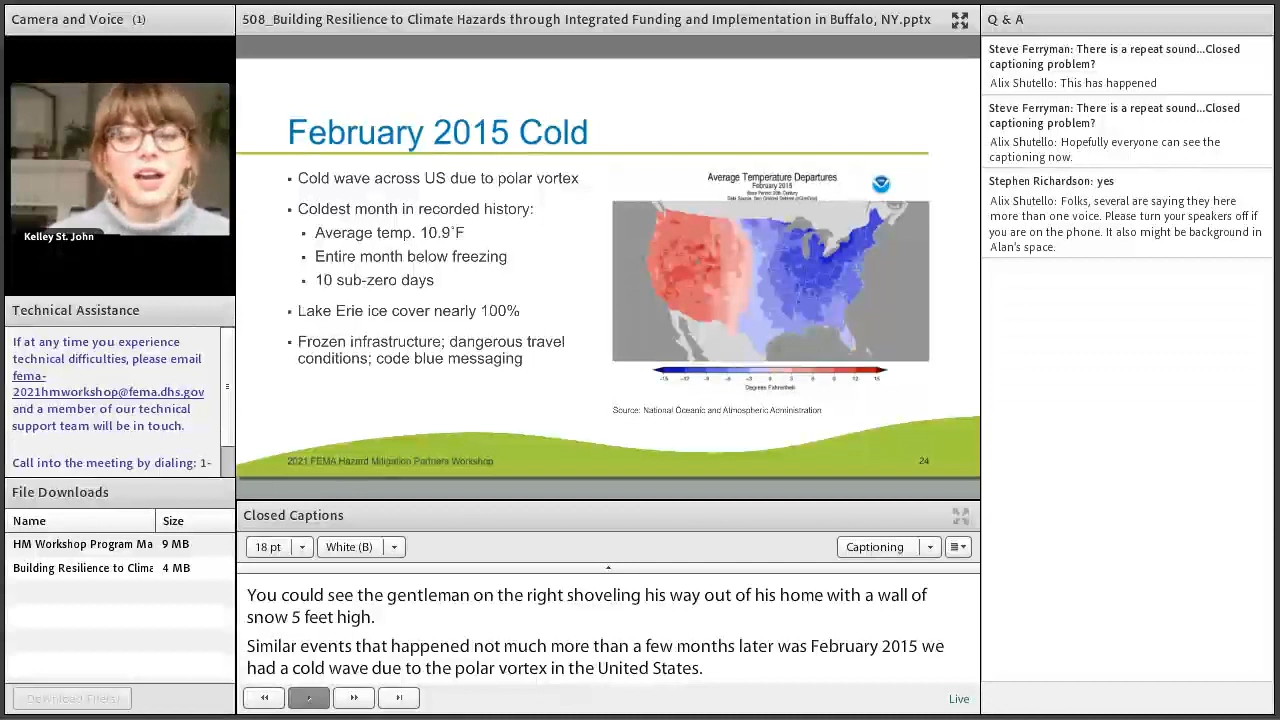 Camera and Voice (1)
Kelley St. John
Technical Assistance
If at any time you experience
technical difficulties, please email
fema-
2021hmworkshop@fema.dhs.gov
and a member of our technical
support team will be in touch.
Call into the meeting by dialing: 1-
File Downloads
Name Size
HM Workshop Program Ma 9 MB
Building Resilience to Clima 4 MB
Download File(s)
508_Building Resilience to Climate Hazards through Integrated Funding and Implementation in Buffalo, NY.pptx
February 2015 Cold
▪ Cold wave across US due to polar vortex
▪ Coldest month in recorded history:
▪ Average temp. 10.9˚F
▪ Entire month below freezing
▪ 10 sub-zero days
▪ Lake Erie ice cover nearly 100%
▪ Frozen infrastructure; dangerous travel
conditions; code blue messaging
Average Temperature Departures
February 2015
Degrees Fahrenheit
Source: National Oceanic and Atmospheric Administration
2021 FEMA Hazard Mitigation Partners Workshop
24
Closed Captions
18 pt White (B) Captioning
You could see the gentleman on the right shoveling his way out of his home with a wall of
snow 5 feet high.
Similar events that happened not much more than a few months later was February 2015 we
had a cold wave due to the polar vortex in the United States.
Live
Q & A
Steve Ferryman: There is a repeat sound...Closed
captioning problem?
Alix Shutello: This has happened
Steve Ferryman: There is a repeat sound...Closed
captioning problem?
Alix Shutello: Hopefully everyone can see the
captioning now.
Stephen Richardson: yes
Alix Shutello: Folks, several are saying they here
more than one voice. Please turn your speakers off if
you are on the phone. It also might be background in
Alan's space.